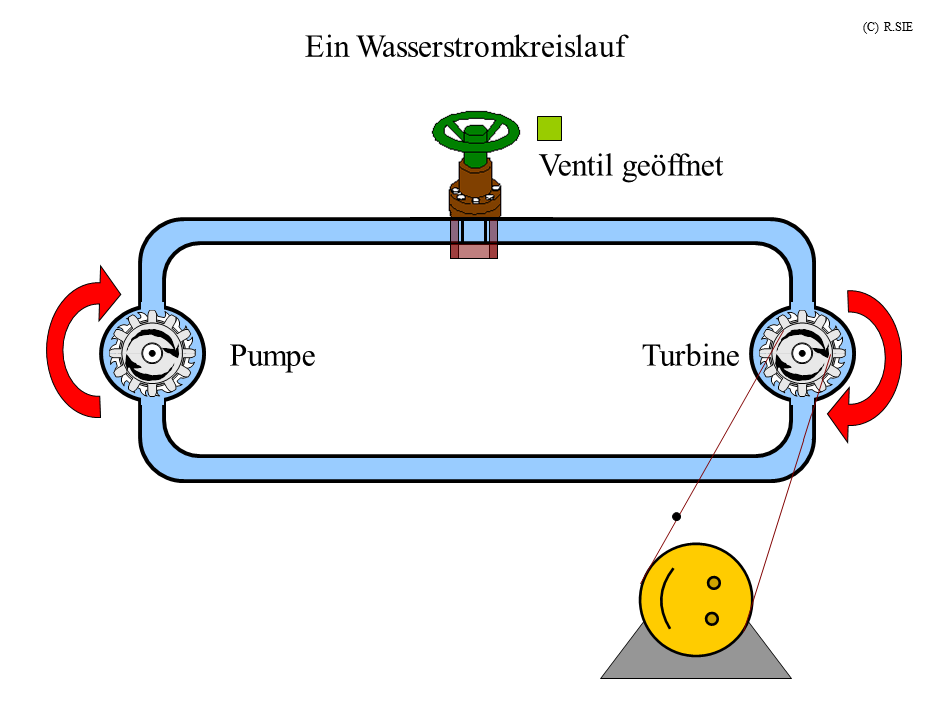 (C) R.SIE
Ein Wasserstromkreislauf
Ventil geöffnet
Pumpe
Turbine